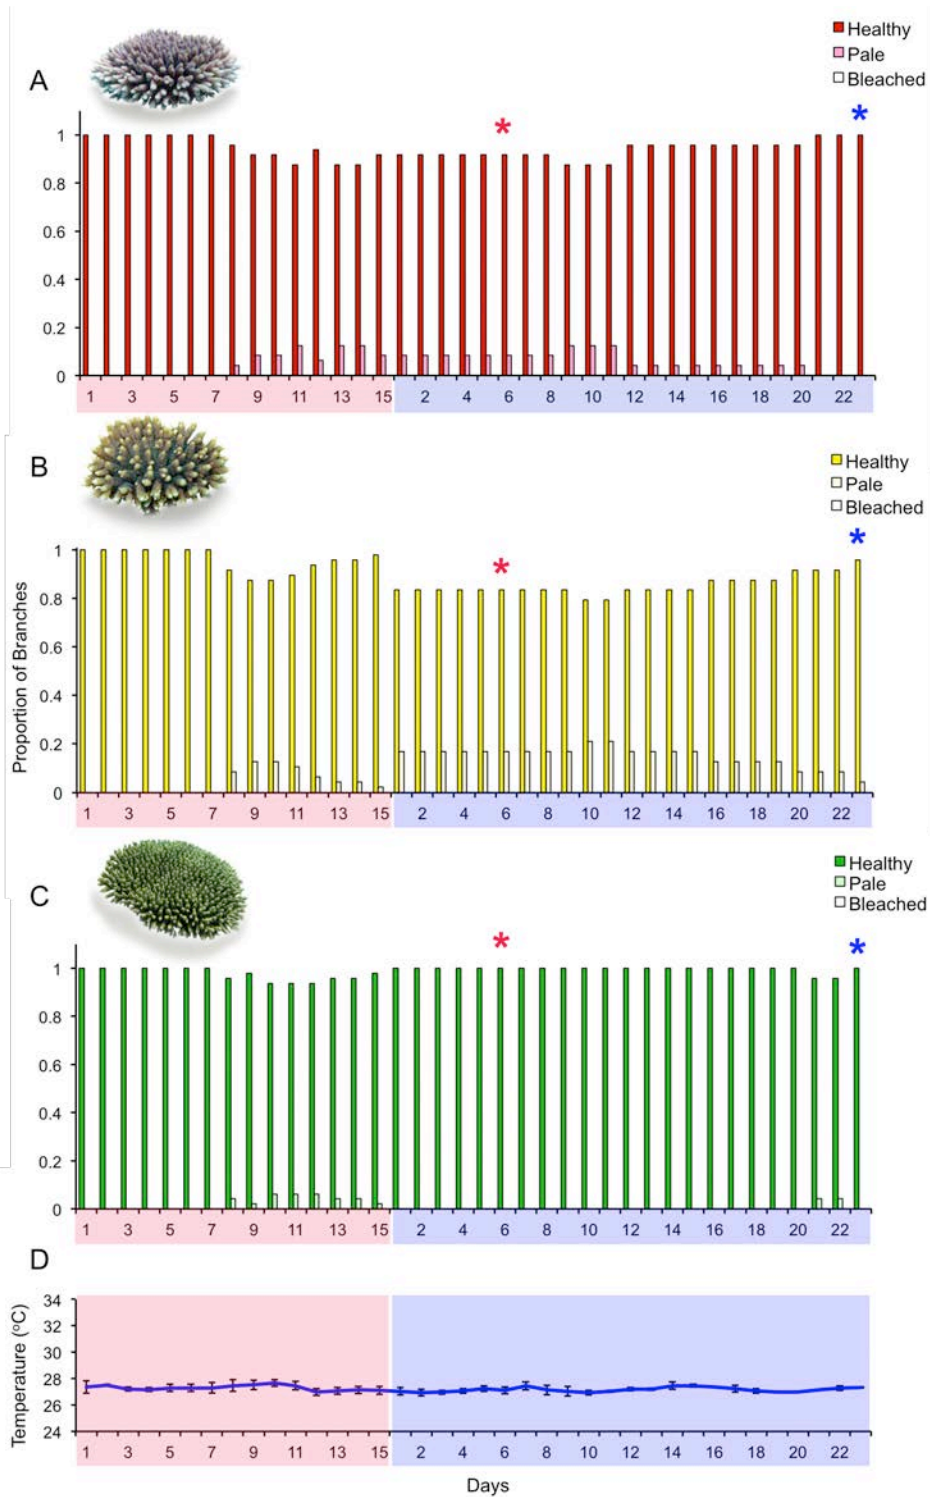 A
Healthy
Pale
Bleached
*
*
1
0.8
0.6
0.4
0.2
0
1 3 5 7 9 11 13 15 2 4 6 8 10 12 14 16 18 20 22
B
Healthy
Pale
Bleached
*
*
1
0.8
0.6
0.4
0.2
0
Proportion of Branches
1 3 5 7 9 11 13 15 2 4 6 8 10 12 14 16 18 20 22
C
Healthy
Pale
Bleached
*
*
1
0.8
0.6
0.4
0.2
0
1 3 5 7 9 11 13 15 2 4 6 8 10 12 14 16 18 20 22
D
34
32
30
28
26
24
Temperature (°C)
1 3 5 7 9 11 13 15 2 4 6 8 10 12 14 16 18 20 22
Days